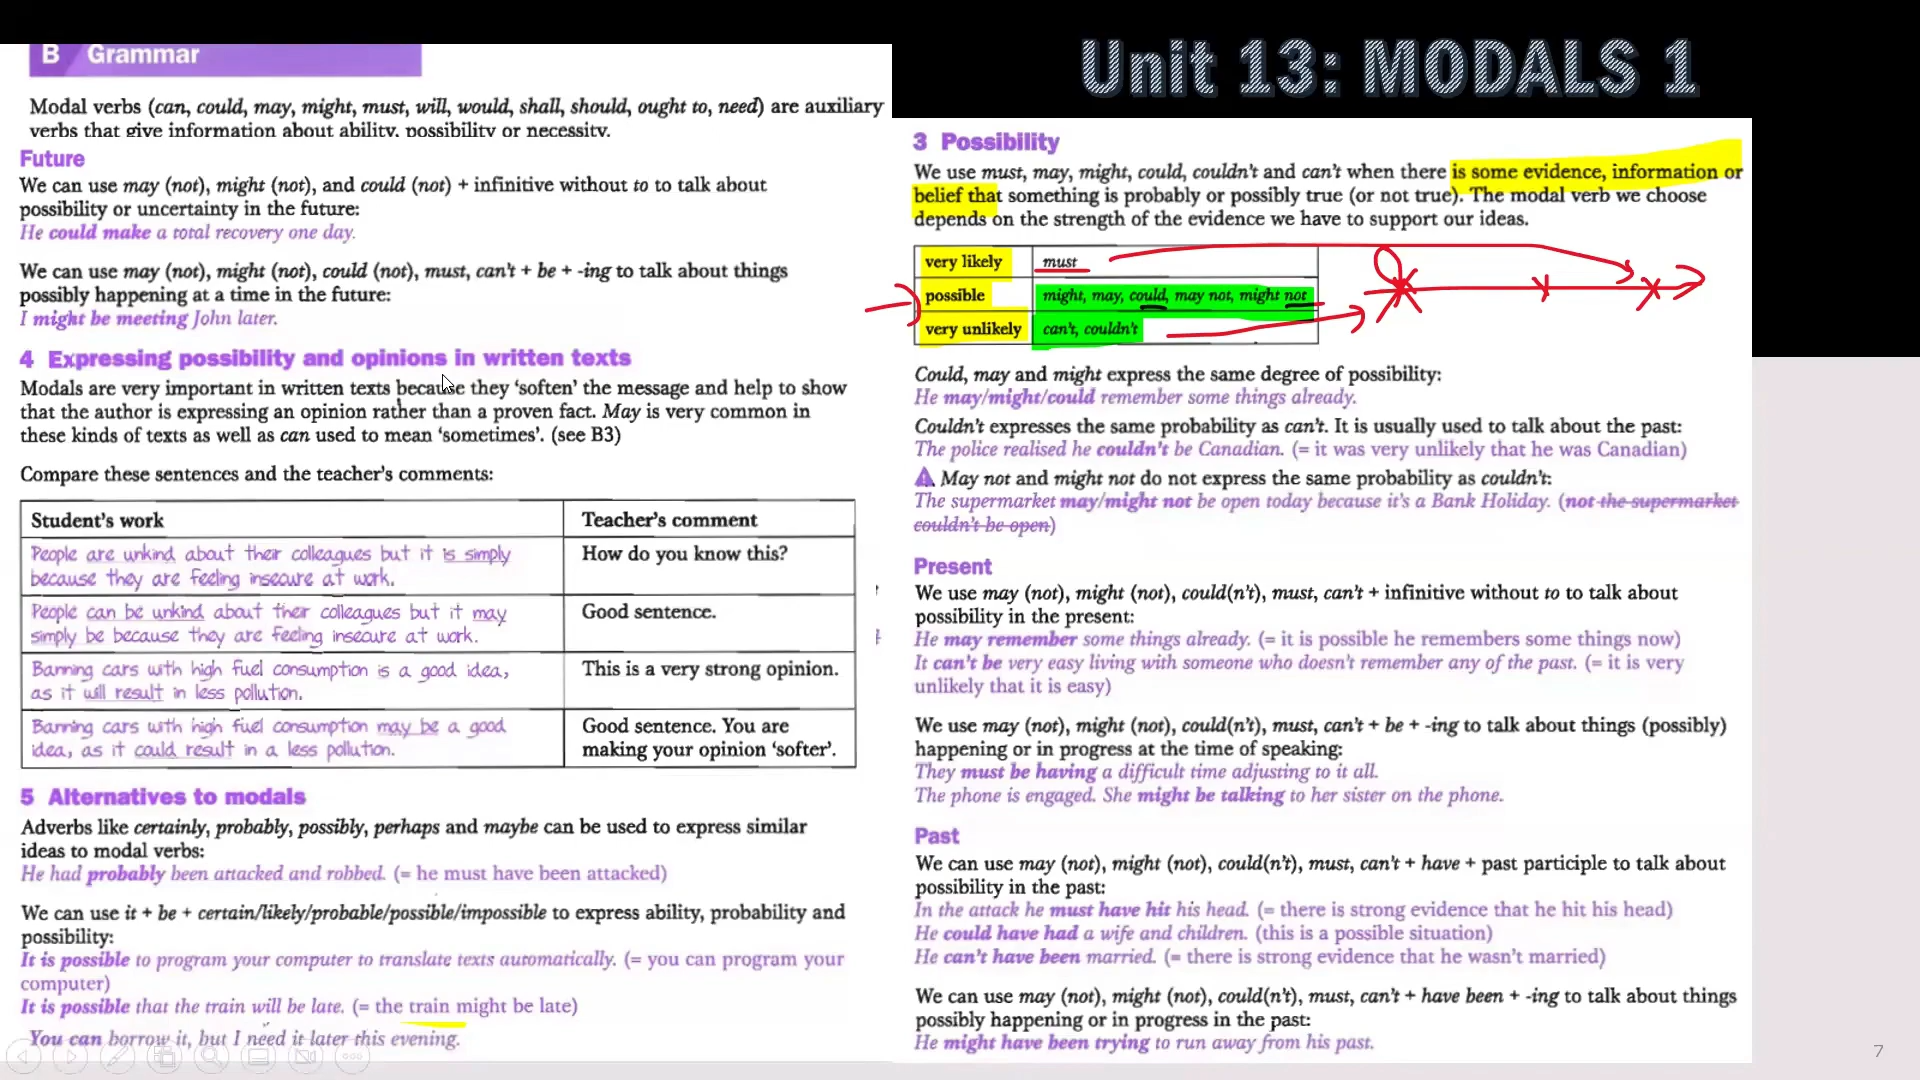 Unit 13: MODALS 1
B Grammar
Modal verbs (can, could, may, might, must, will, would, shall, should, ought to, need) are auxiliary
verbs that give information about ability, possibility or necessity.
Future
We can use may (not), might (not), and could (not) + infinitive without to to talk about
possibility or uncertainty in the future:
He could make a total recovery one day.
We can use may (not), might (not), could (not), must, can't + be + -ing to talk about things
possibly happening at a time in the future:
I might be meeting John later.
4 Expressing possibility and opinions in written texts
Modals are very important in written texts because they 'soften' the message and help to show
that the author is expressing an opinion rather than a proven fact. May is very common in
these kinds of texts as well as can used to mean 'sometimes'. (see B3)
Compare these sentences and the teacher's comments:
Student's work Teacher's comment
People are unkind about their colleagues but it is simply
because they are feeling insecure at work.
How do you know this?
People can be unkind about their colleagues but it may
simply be because they are feeling insecure at work.
Good sentence.
Banning cars with high fuel consumption is a good idea,
as it will result in less pollution.
This is a very strong opinion.
Banning cars with high fuel consumption may be a good
idea, as it could result in a less pollution.
Good sentence. You are
making your opinion 'softer'.
5 Alternatives to modals
Adverbs like certainly, probably, possibly, perhaps and maybe can be used to express similar
ideas to modal verbs:
He had probably been attacked and robbed. (= he must have been attacked)
We can use it + be + certain/likely/probable/possible/impossible to express ability, probability and
possibility:
It is possible to program your computer to translate texts automatically. (= you can program your
computer)
It is possible that the train will be late. (= the train might be late)
You can borrow it, but I need it later this evening.
3 Possibility
We use must, may, might, could, couldn't and can't when there is some evidence, information or
belief that something is probably or possibly true (or not true). The modal verb we choose
depends on the strength of the evidence we have to support our ideas.
very likely must
possible might, may, could, may not, might not
very unlikely can't, couldn't
Could, may and might express the same degree of possibility:
He may/might/could remember some things already.
Couldn't expresses the same probability as can't. It is usually used to talk about the past:
The police realised he couldn't be Canadian. (= it was very unlikely that he was Canadian)
May not and might not do not express the same probability as couldn't:
The supermarket may/might not be open today because it's a Bank Holiday. (not the supermarket
couldn't be open)
Present
We use may (not), might (not), could(n't), must, can't + infinitive without to to talk about
possibility in the present:
He may remember some things already. (= it is possible he remembers some things now)
It can't be very easy living with someone who doesn't remember any of the past. (= it is very
unlikely that it is easy)
We use may (not), might (not), could(n't), must, can't + be + -ing to talk about things (possibly)
happening or in progress at the time of speaking:
They must be having a difficult time adjusting to it all.
The phone is engaged. She might be talking to her sister on the phone.
Past
We can use may (not), might (not), could(n't), must, can't + have + past participle to talk about
possibility in the past:
In the attack he must have hit his head. (= there is strong evidence that he hit his head)
He could have had a wife and children. (this is a possible situation)
He can't have been married. (= there is strong evidence that he wasn't married)
We can use may (not), might (not), could(n't), must, can't + have been + -ing to talk about things
possibly happening or in progress in the past:
He might have been trying to run away from his past.
7